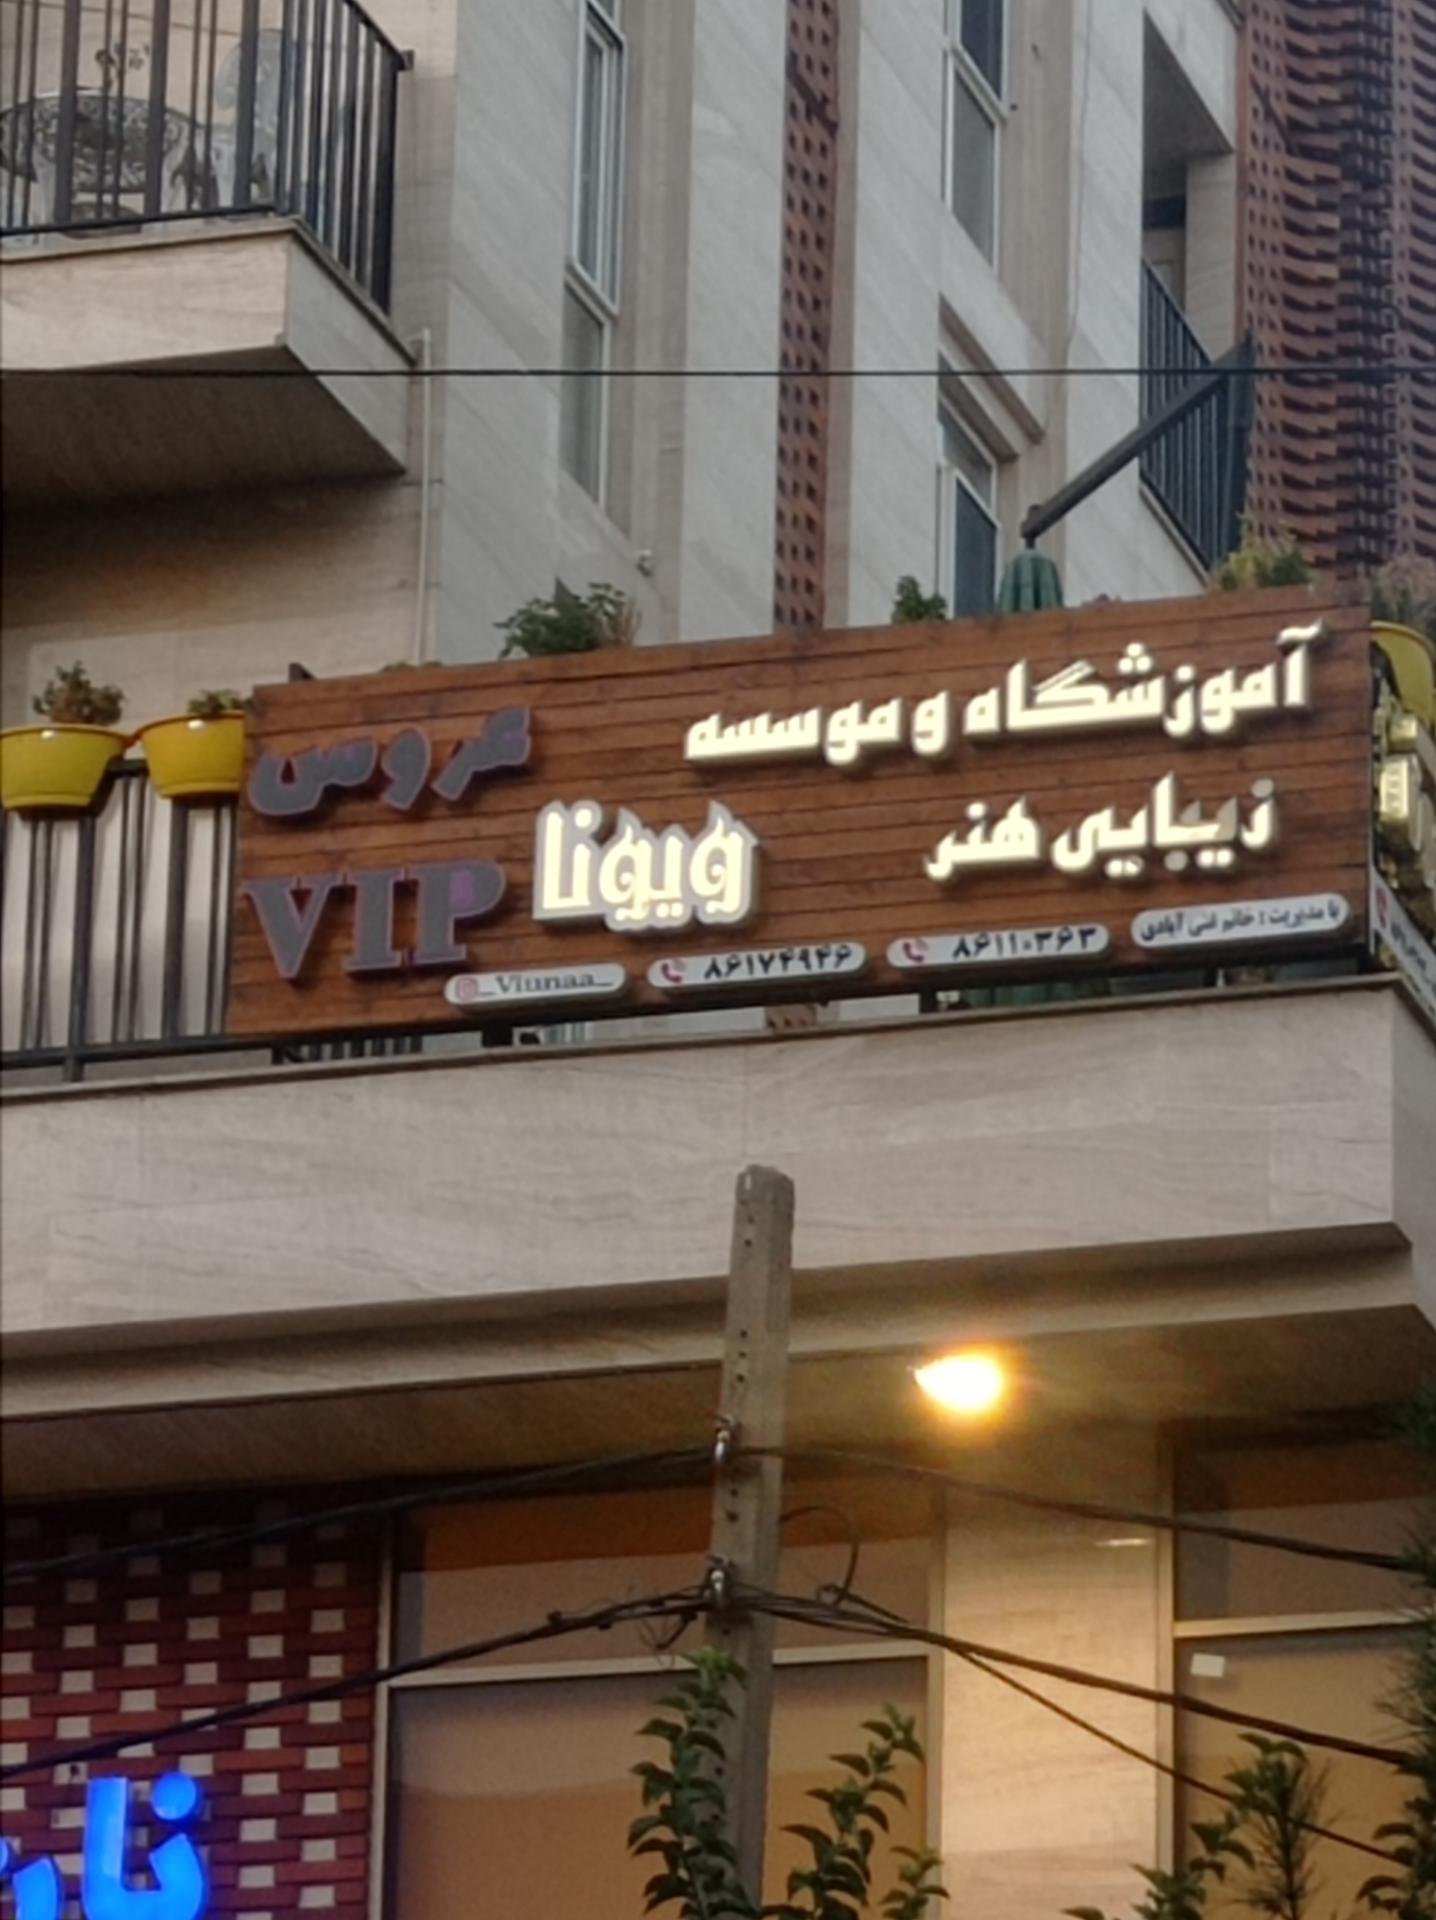 آموزشگاه و موسسه
زیبایی هنر
ویونا
عروس
VIP
با مدیریت : خانم غنی آبادی
۸۶۱۱۰۳۶۳
۸۶۱۷۴۹۴۶
_Viunaa_